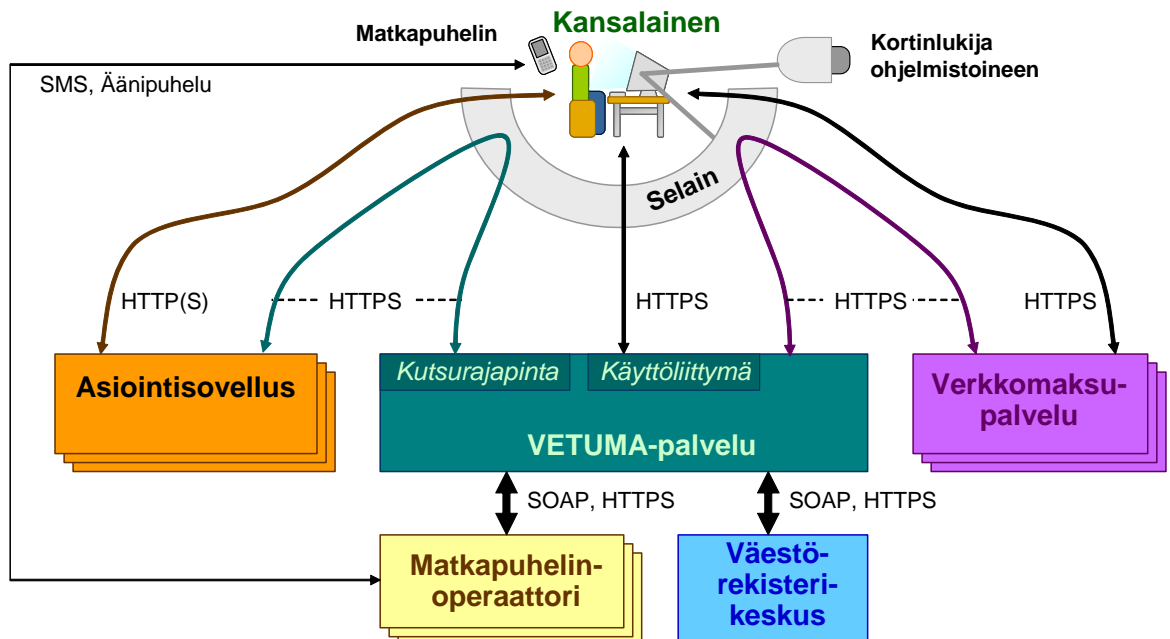 Kansalainen
Matkapuhelin
Kortinlukija
ohjelmistoineen
SMS, Äänipuhelu
Selain
HTTP(S)
HTTPS
HTTPS
HTTPS
HTTPS
Asiointisovellus
Kutsurajapinta
Käyttöliittymä
VETUMA-palvelu
Verkkomaksu-
palvelu
SOAP, HTTPS
SOAP, HTTPS
Matkapuhelin-
operaattori
Väestö-
rekisteri-
keskus